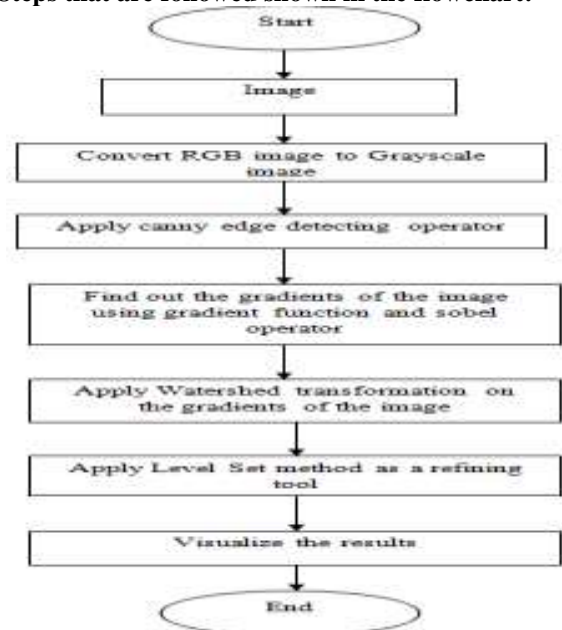 steps that are followed shown in the flowchart.
Start
Image
Convert RGB image to Grayscale
image
Apply canny edge detecting operator
Find out the gradients of the image
using gradient function and sobel
operator
Apply Watershed transformation on
the gradients of the image
Apply Level Set method as a refining
tool
Visualize the results
End